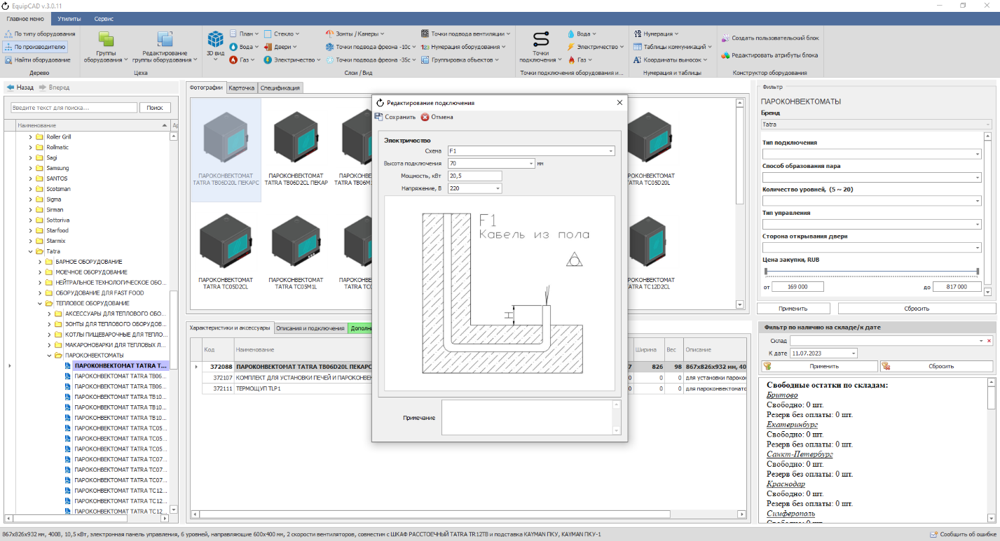 EquipCAD v.3.0.11
Главное меню Утилиты Сервис
По типу оборудования
По производителю
Найти оборудование
Дерево
Группы оборудования
Редактирование группы оборудования
Цеха
3D вид
План Стекло Зонты / Камеры Точки подвода вентиляции
Вода Двери Точки подвода фреона -10с Нумерация оборудования
Газ Электричество Точки подвода фреона -35с Группировка объектов
Слои / Вид
Точки подключения
Вода
Электричество
Газ
Точки подключения оборудования и...
Нумерация
Таблицы коммуникаций
Координаты выносок
Нумерация и таблицы
Создать пользовательский блок
Редактировать атрибуты блока
Конструктор оборудования
Назад Вперед
Введите текст для поиска... Поиск
Наименование Ар
Roller Grill
Rollmatic
Sagi
Samsung
SANTOS
Scotsman
Sigma
Sirman
Sottoriva
Starfood
Starmix
Tatra
БАРНОЕ ОБОРУДОВАНИЕ
МОЕЧНОЕ ОБОРУДОВАНИЕ
НЕЙТРАЛЬНОЕ ТЕХНОЛОГИЧЕСКОЕ ОБО...
ОБОРУДОВАНИЕ ДЛЯ FAST FOOD
ТЕПЛОВОЕ ОБОРУДОВАНИЕ
АКСЕССУАРЫ ДЛЯ ТЕПЛОВОГО ОБО...
ЗОНТЫ ДЛЯ ТЕПЛОВОГО ОБОРУДОВ...
КОТЛЫ ПИЩЕВАРОЧНЫЕ ДЛЯ ТЕПЛО...
МАКАРОНОВАРКИ ДЛЯ ТЕПЛОВЫХ Л...
ПАРОКОНВЕКТОМАТЫ
ПАРОКОНВЕКТОМАТ TATRA T...
ПАРОКОНВЕКТОМАТ TATRA TB06...
ПАРОКОНВЕКТОМАТ TATRA TB06...
ПАРОКОНВЕКТОМАТ TATRA TB10...
ПАРОКОНВЕКТОМАТ TATRA TB10...
ПАРОКОНВЕКТОМАТ TATRA TB10...
ПАРОКОНВЕКТОМАТ TATRA TC05...
ПАРОКОНВЕКТОМАТ TATRA TC05...
ПАРОКОНВЕКТОМАТ TATRA TC05...
ПАРОКОНВЕКТОМАТ TATRA TC07...
ПАРОКОНВЕКТОМАТ TATRA TC07...
ПАРОКОНВЕКТОМАТ TATRA TC07...
ПАРОКОНВЕКТОМАТ TATRA TC12...
ПАРОКОНВЕКТОМАТ TATRA TC12...
ПАРОКОНВЕКТОМАТ TATRA TC12...
Фотографии Карточка Спецификация
ПАРОКОНВЕКТОМАТ ПАРОКОНВЕКТОМАТ ПАРОКОНВ
TATRA TB06D20L ПЕКАРС TATRA TB06D2CL ПЕКАР TATRA TB06M
ПАРОКОНВЕКТОМАТ
TATRA TC05D20L
ПАРОКОНВЕКТОМАТ ПАРОКОНВЕКТОМАТ ПАРОКОНВ
TATRA TC05D2CL TATRA TC05M1L TATRA TC0
ПАРОКОНВЕКТОМАТ
TATRA TC12D2CL
Характеристики и аксессуары Описания и подключения Дополни
Код Наименование Ширина Вес Описание
372088 ПАРОКОНВЕКТОМАТ TATRA TB06D20L ПЕКАРС 7 826 98 867x826x932 мм, 40
372107 КОМПЛЕКТ ДЛЯ УСТАНОВКИ ПЕЧЕЙ И ПАРОКОНВЕН 0 0 для установки парокон
372111 ТЕРМОЩУП TLP1 0 0 для пароконвектомато
Редактирование подключения
Сохранить Отмена
Электричество
Схема F1
Высота подключения 70 мм
Мощность, кВт 20,5
Напряжение, В 220
F1
Кабель из пола
H
Примечание
Фильтр
ПАРОКОНВЕКТОМАТЫ
Бренд
Tatra
Тип подключения
Способ образования пара
Количество уровней, (5 ~ 20)
Тип управления
Сторона открывания двери
Цена закупки, RUB
от 169 000 до 817 000
Применить Сбросить
Фильтр по наличию на складе/к дате
Склад
К дате 11.07.2023
Применить Сбросить
Свободные остатки по складам:
Бритово
Свободно: 0 шт.
Резерв без оплаты: 0 шт.
Екатеринбург
Свободно: 0 шт.
Резерв без оплаты: 0 шт.
Санкт-Петербург
Свободно: 0 шт.
Резерв без оплаты: 0 шт.
Краснодар
Свободно: 0 шт.
Резерв без оплаты: 0 шт.
Симферополь
Свободно: 0 шт.
867x826x932 мм, 400В, 10,5 кВт, электронная панель управления, 6 уровней, направляющие 600x400 мм, 2 скорости вентиляторов, совместим с ШКАФ РАССТОЕЧНЫЙ TATRA TR12TB и подставка KAYMAN ПКУ, KAYMAN ПКУ-1
Сообщить об ошибке